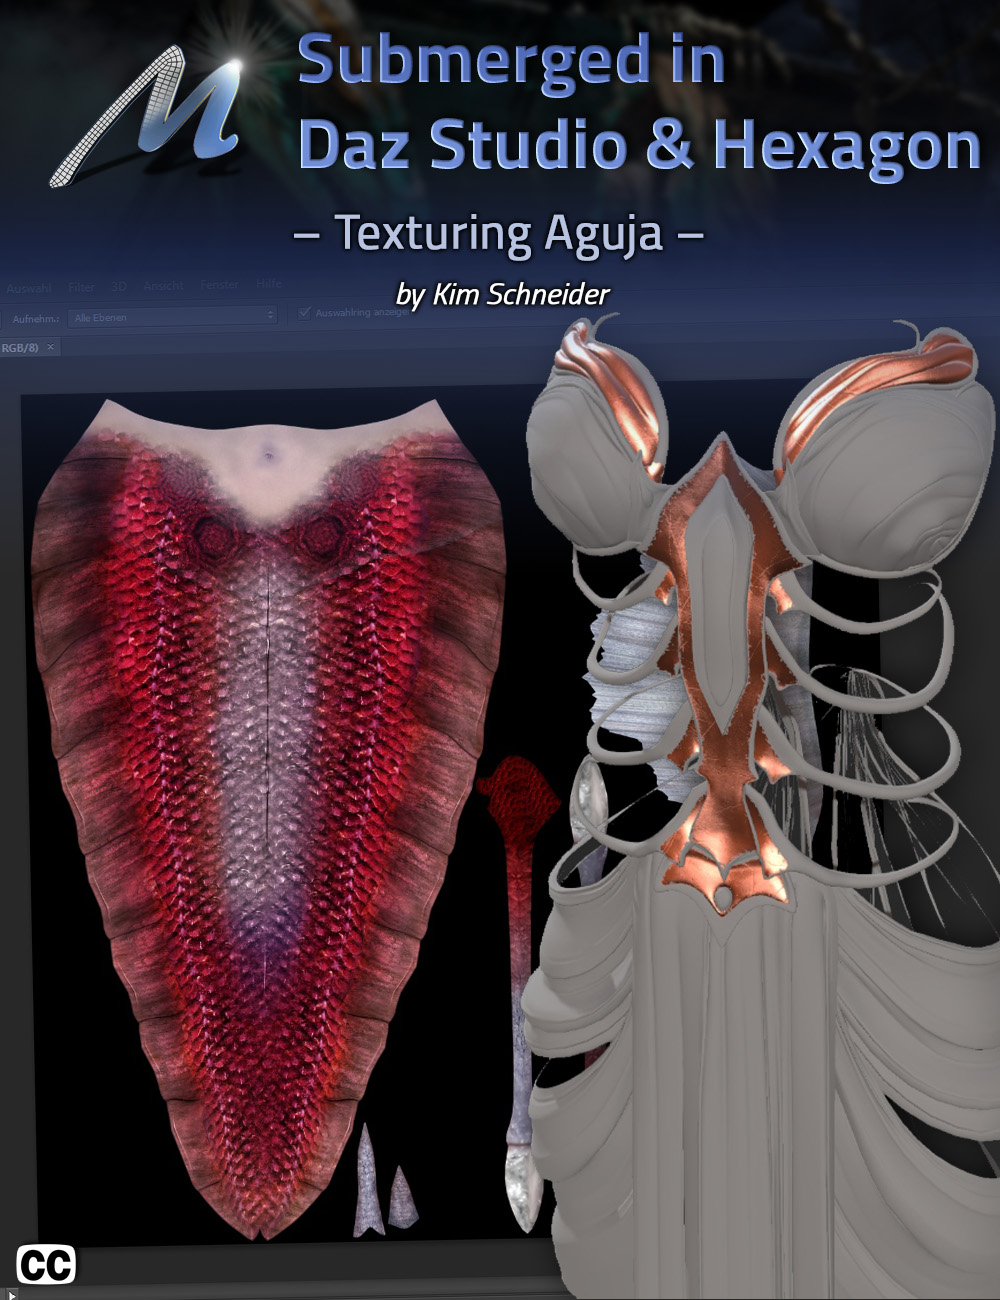 Submerged in
Daz Studio & Hexagon
– Texturing Aguja –
by Kim Schneider
Auswahl Filter 3D Ansicht Fenster Hilfe
Aufnehm.: Alle Ebenen Auswahlring anzeigen
RGB/8) ×
CC